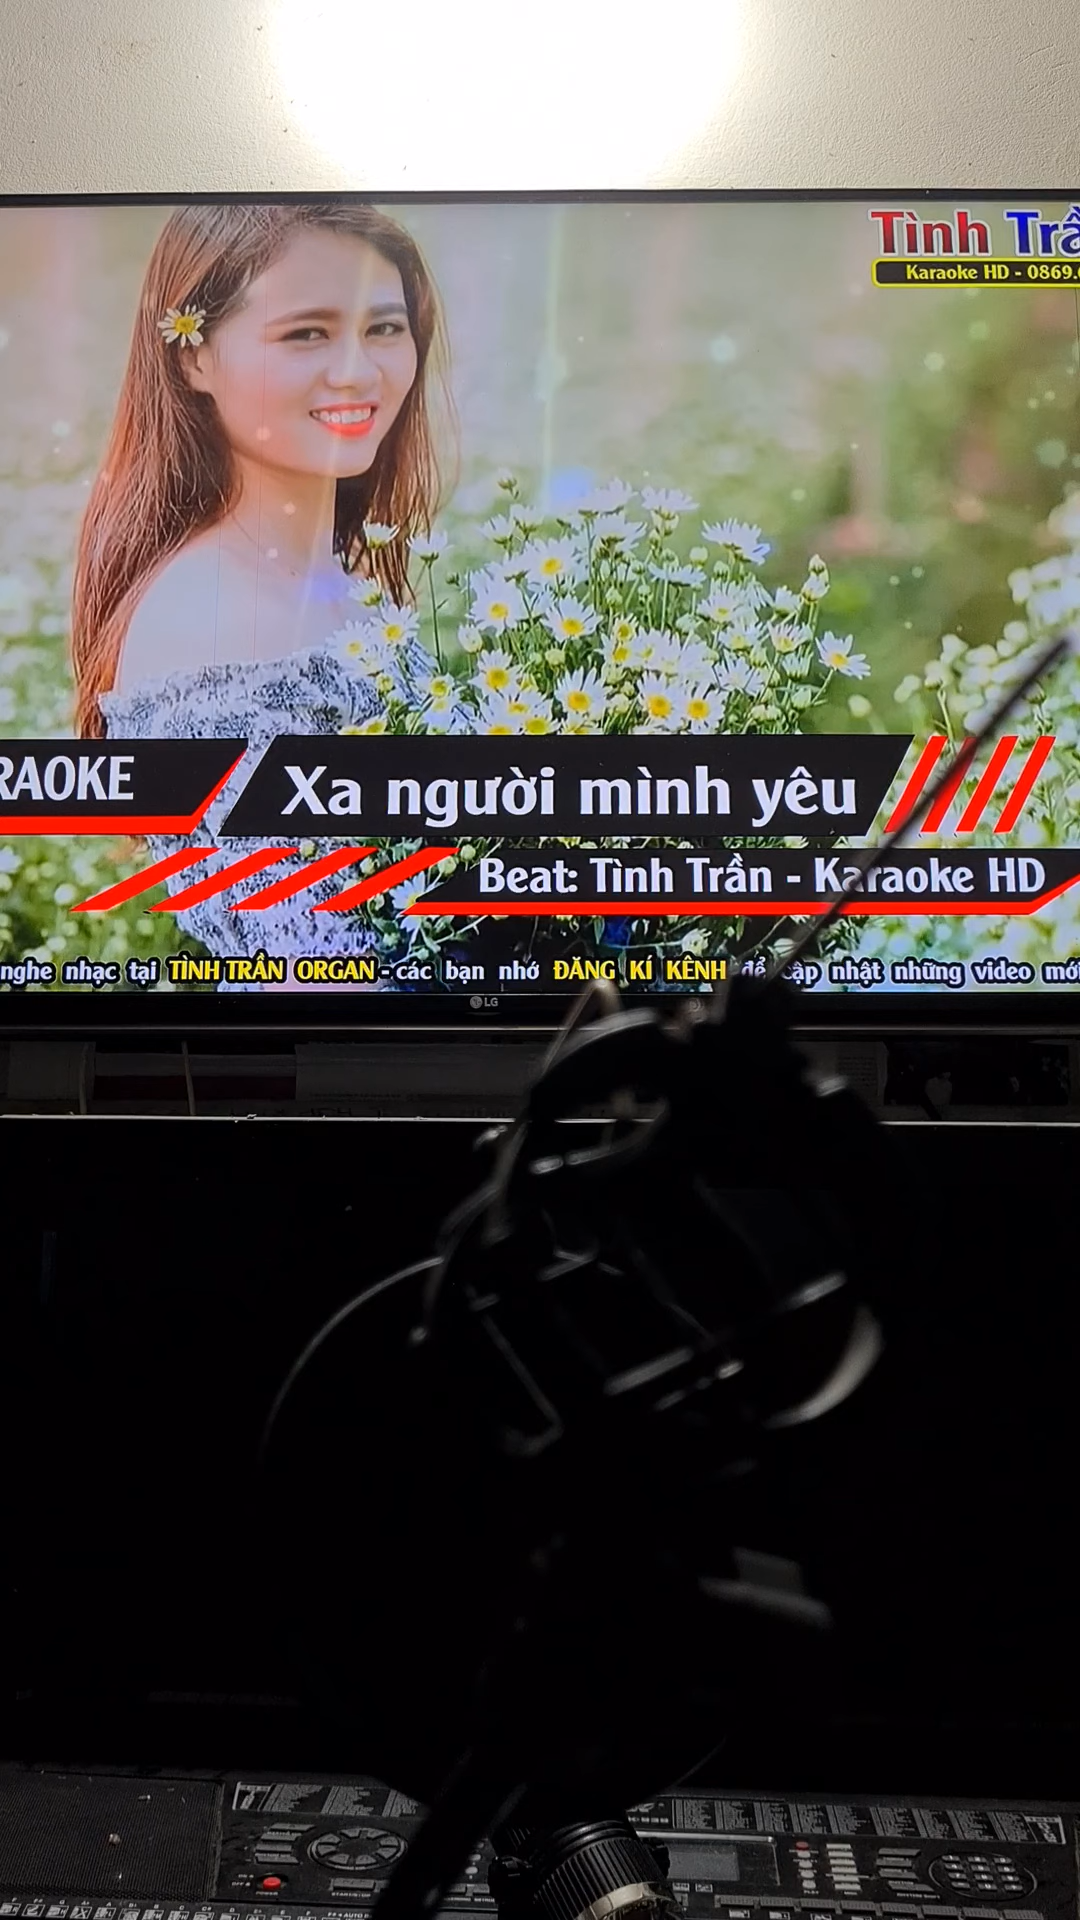 Tình
Karaoke HD - 0869.
RAOKE
Xa người mình yêu
Beat: Tình Trần - Karaoke HD
nghe nhạc tại TÌNH TRẦN ORGAN - các bạn nhớ ĐĂNG KÍ KÊNH để cập nhật những video mới
LG
POWER